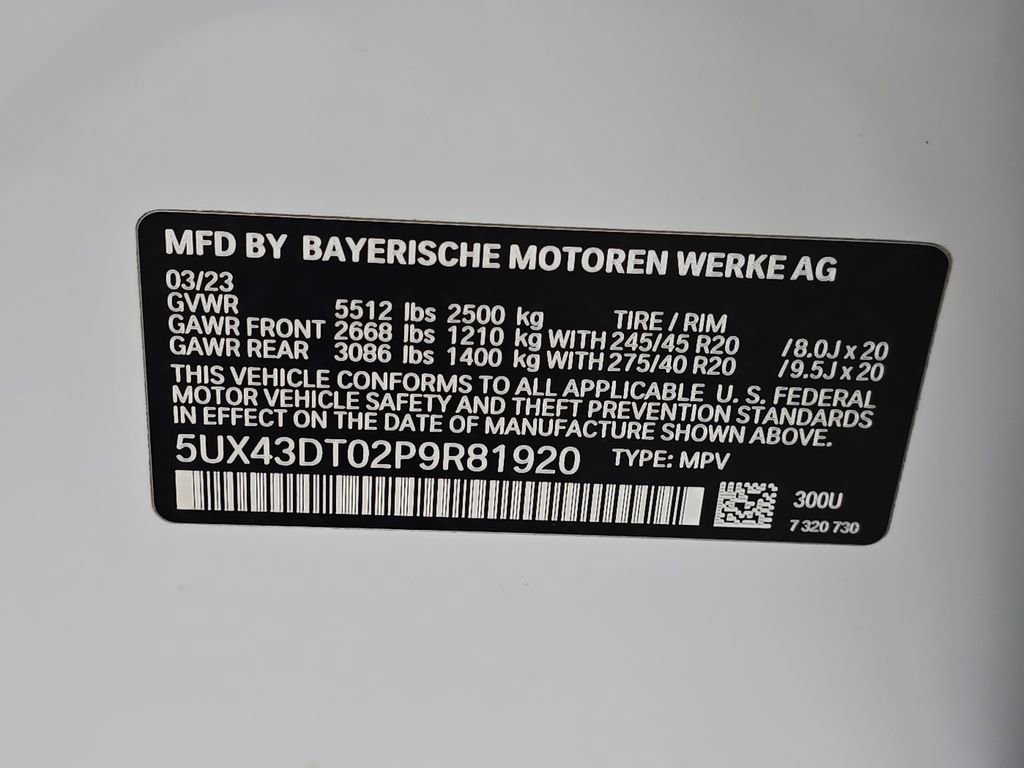 MFD BY BAYERISCHE MOTOREN WERKE AG
03/23
GVWR 5512 lbs 2500 kg TIRE / RIM
GAWR FRONT 2668 lbs 1210 kg WITH 245/45 R20 /8.0J x 20
GAWR REAR 3086 lbs 1400 kg WITH 275/40 R20 /9.5J x 20
THIS VEHICLE CONFORMS TO ALL APPLICABLE U. S. FEDERAL
MOTOR VEHICLE SAFETY AND THEFT PREVENTION STANDARDS
IN EFFECT ON THE DATE OF MANUFACTURE SHOWN ABOVE.
5UX43DT02P9R81920 TYPE: MPV
300U
7 320 730